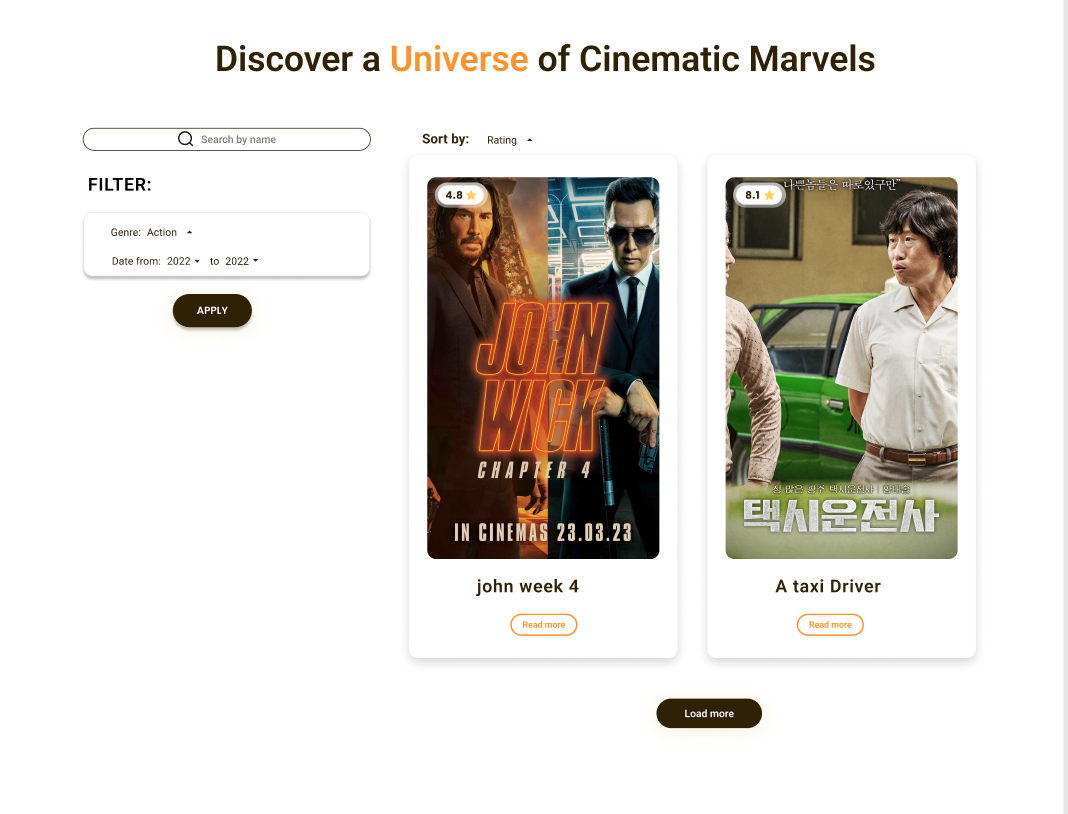 Discover a Universe of Cinematic Marvels
Search by name
FILTER:
Genre: Action
Date from: 2022 to 2022
APPLY
Sort by: Rating
4.8
JOHN
WICK
CHAPTER 4
IN CINEMAS 23.03.23
john week 4
Read more
8.1
나쁜놈들은 따로있구만"
택시운전사
A taxi Driver
Read more
Load more